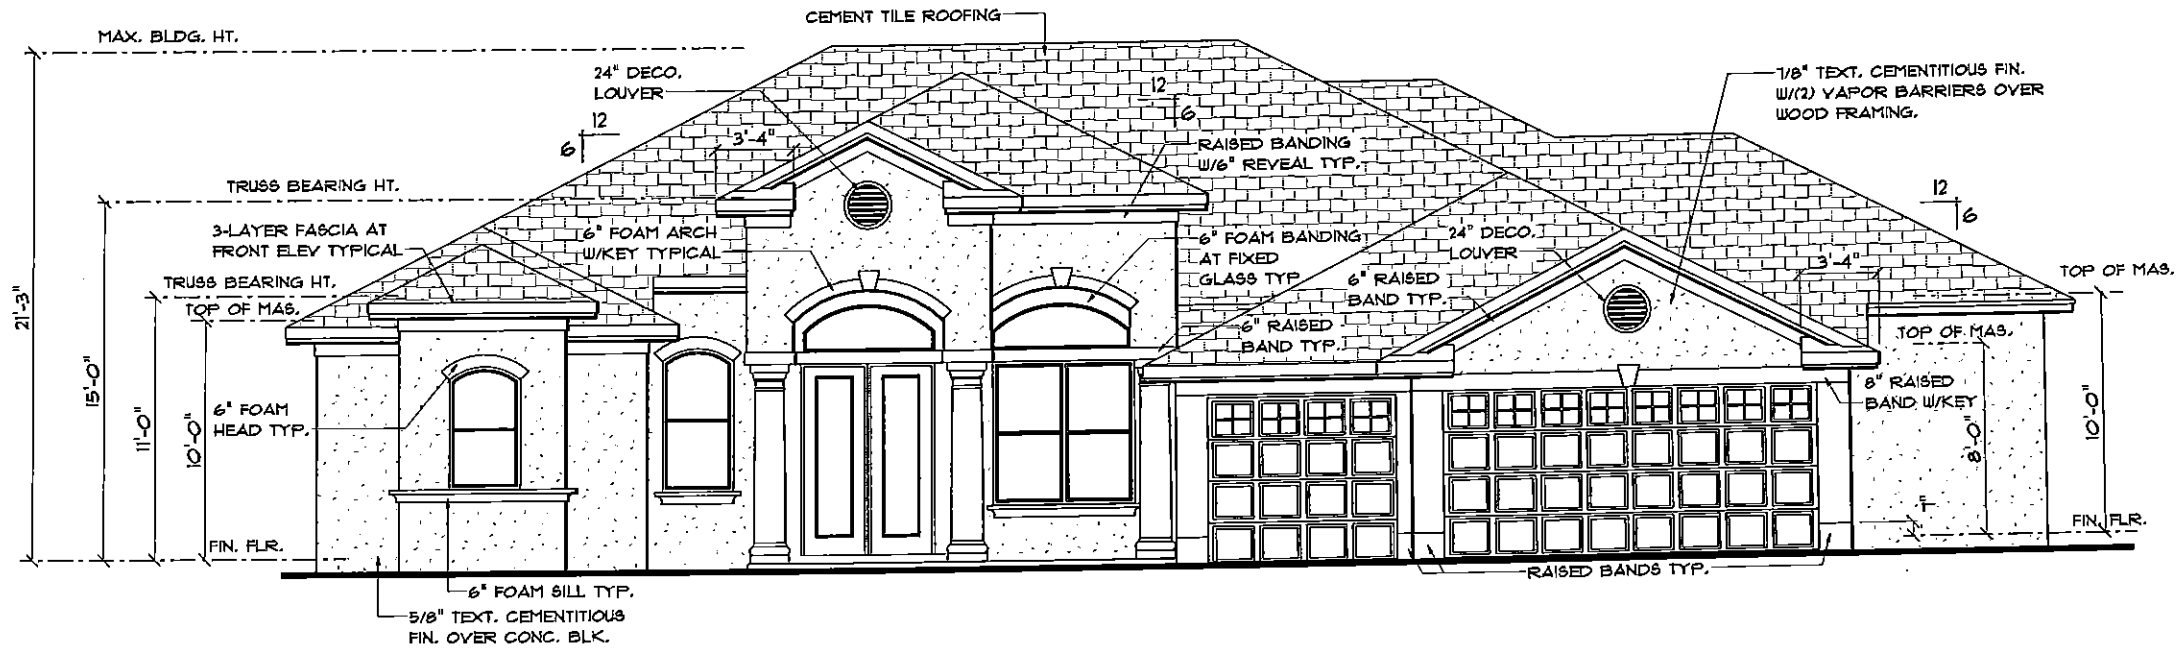 CEMENT TILE ROOFING
MAX. BLDG. HT.
24" DECO.
LOUVER
12
6
3'-4"
12
6
7/8" TEXT. CEMENTITIOUS FIN.
W/(2) VAPOR BARRIERS OVER
WOOD FRAMING.
RAISED BANDING
W/6" REVEAL TYP.
TRUSS BEARING HT.
12
6
3-LAYER FASCIA AT
FRONT ELEV TYPICAL
6" FOAM ARCH
W/KEY TYPICAL
6" FOAM BANDING
AT FIXED
GLASS TYP
24" DECO.
LOUVER
3'-4"
TOP OF MAS.
TRUSS BEARING HT.
6" RAISED
BAND TYP.
TOP OF MAS.
21'-3"
6" RAISED
BAND TYP.
TOP OF MAS.
15'-0"
11'-0"
10'-0"
6" FOAM
HEAD TYP.
8" RAISED
BAND W/KEY
8'-0"
10'-0"
FIN. FLR.
FIN. FLR.
RAISED BANDS TYP.
6" FOAM SILL TYP.
5/8" TEXT. CEMENTITIOUS
FIN. OVER CONC. BLK.